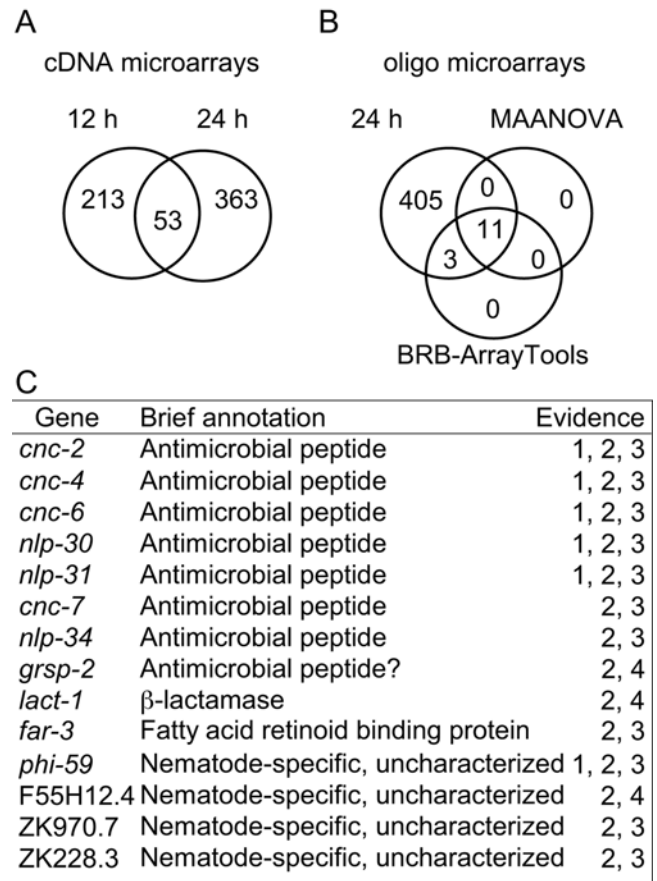 A
cDNA microarrays
12 h 24 h
213 53 363
B
oligo microarrays
24 h MAANOVA
405 0 0
11
3 0
0
BRB-ArrayTools
C
Gene Brief annotation Evidence
cnc-2 Antimicrobial peptide 1, 2, 3
cnc-4 Antimicrobial peptide 1, 2, 3
cnc-6 Antimicrobial peptide 1, 2, 3
nlp-30 Antimicrobial peptide 1, 2, 3
nlp-31 Antimicrobial peptide 1, 2, 3
cnc-7 Antimicrobial peptide 2, 3
nlp-34 Antimicrobial peptide 2, 3
grsp-2 Antimicrobial peptide? 2, 4
lact-1 β-lactamase 2, 4
far-3 Fatty acid retinoid binding protein 2, 3
phi-59 Nematode-specific, uncharacterized 1, 2, 3
F55H12.4 Nematode-specific, uncharacterized 2, 4
ZK970.7 Nematode-specific, uncharacterized 2, 3
ZK228.3 Nematode-specific, uncharacterized 2, 3